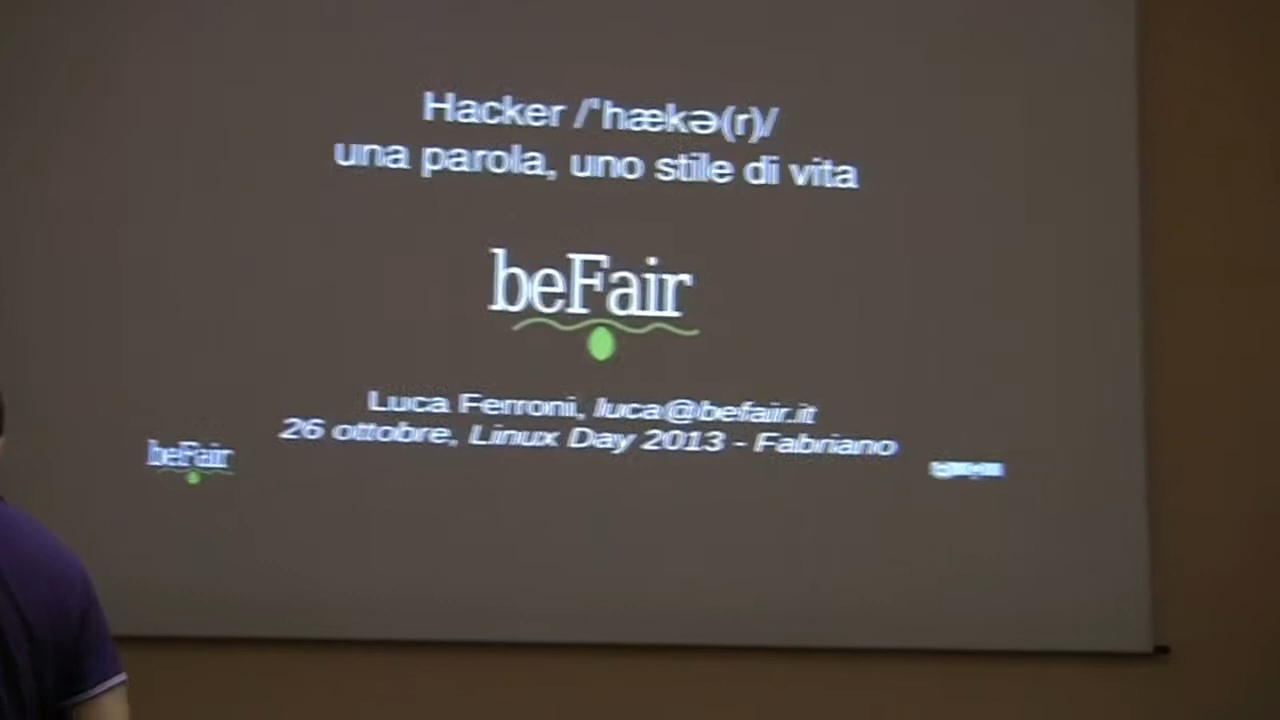 Hacker /'hækə(r)/
una parola, uno stile di vita
beFair
Luca Ferroni, luca@befair.it
26 ottobre, Linux Day 2013 - Fabriano
beFair